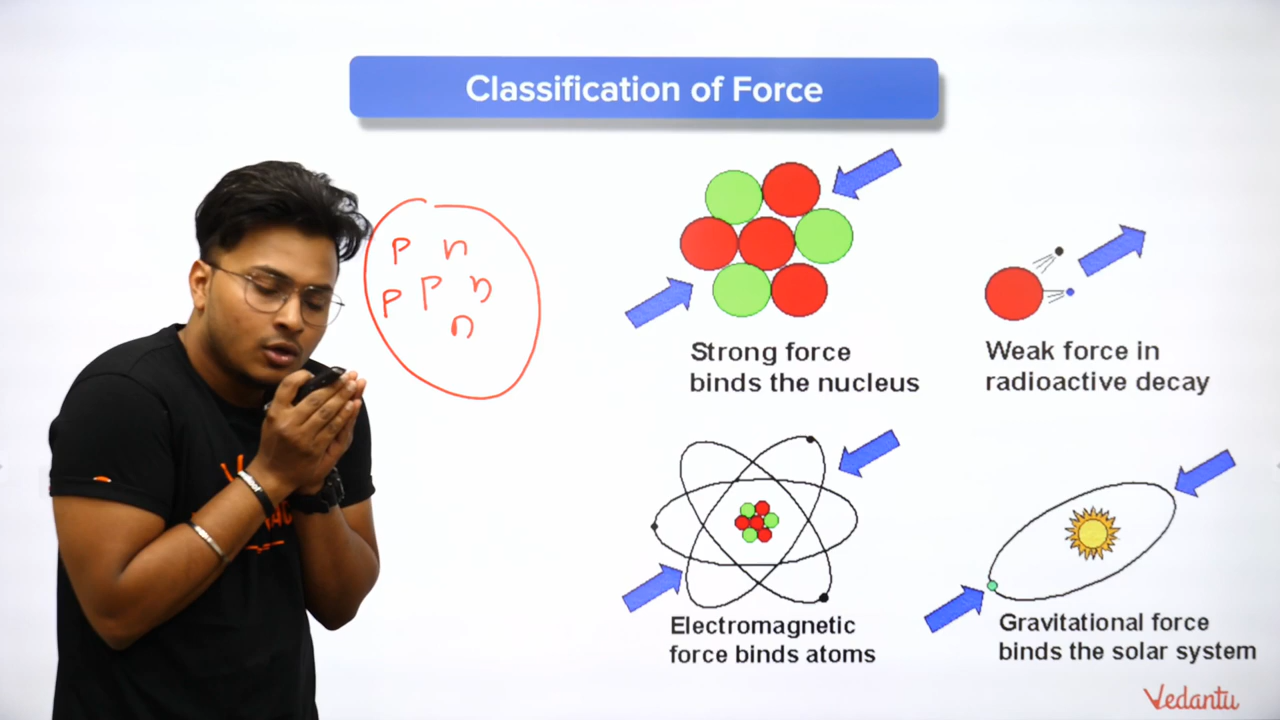 Classification of Force
p n
p p n
n
Strong force
binds the nucleus
Weak force in
radioactive decay
Electromagnetic
force binds atoms
Gravitational force
binds the solar system
Vedantu